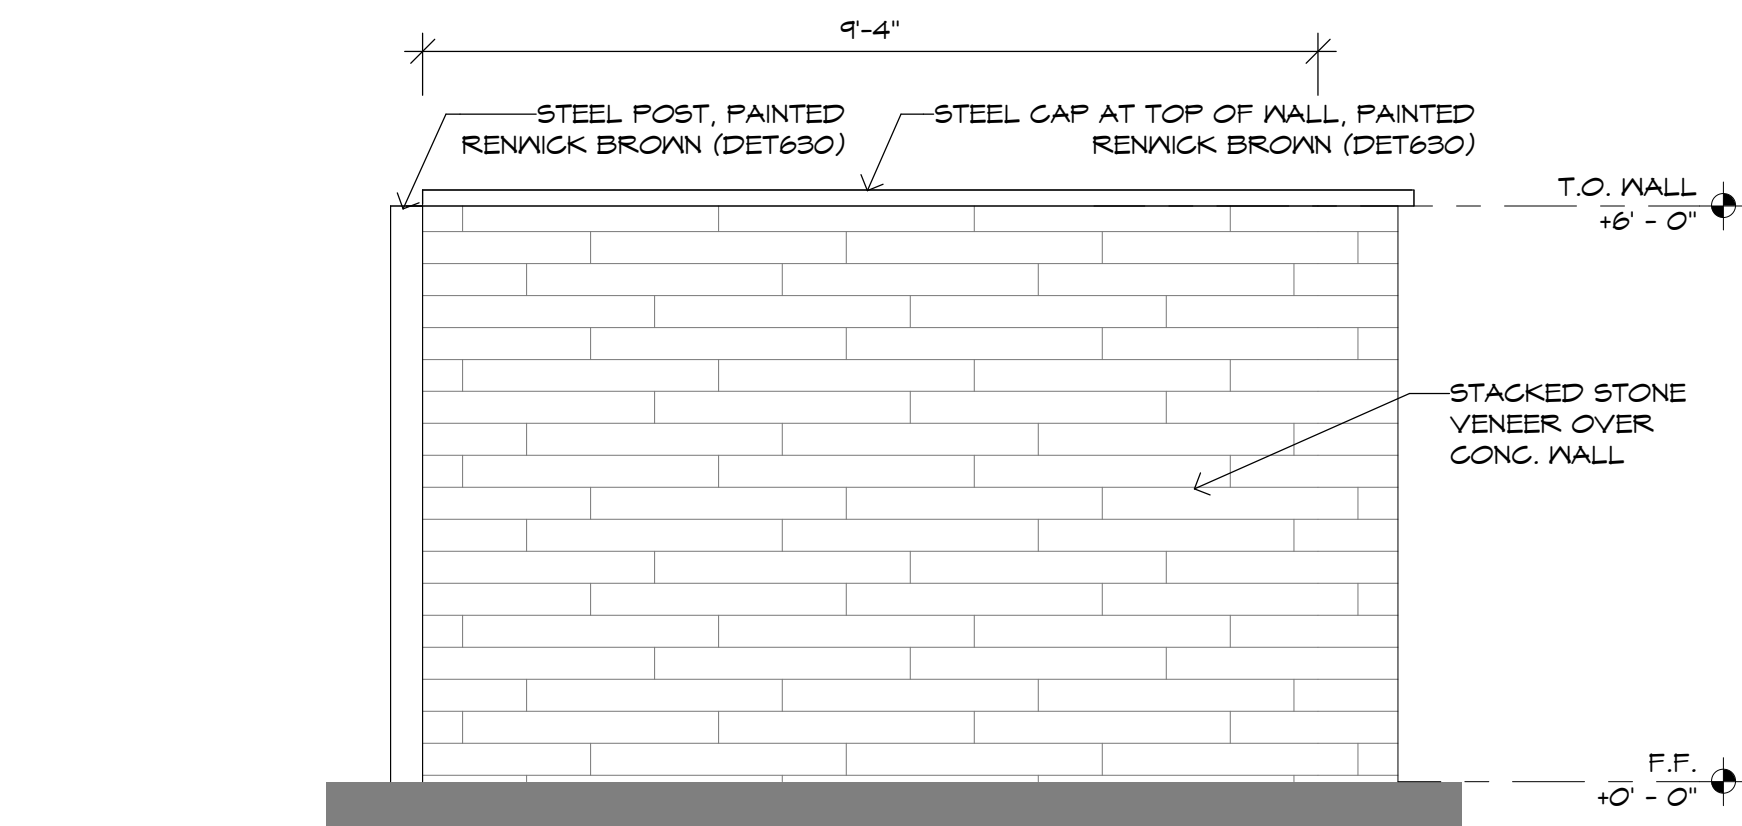 9'-4"
STEEL POST, PAINTED
RENWICK BROWN (DET630)
STEEL CAP AT TOP OF WALL, PAINTED
RENWICK BROWN (DET630)
T.O. WALL
+6' - 0"
STACKED STONE
VENEER OVER
CONC. WALL
F.F.
+0' - 0"